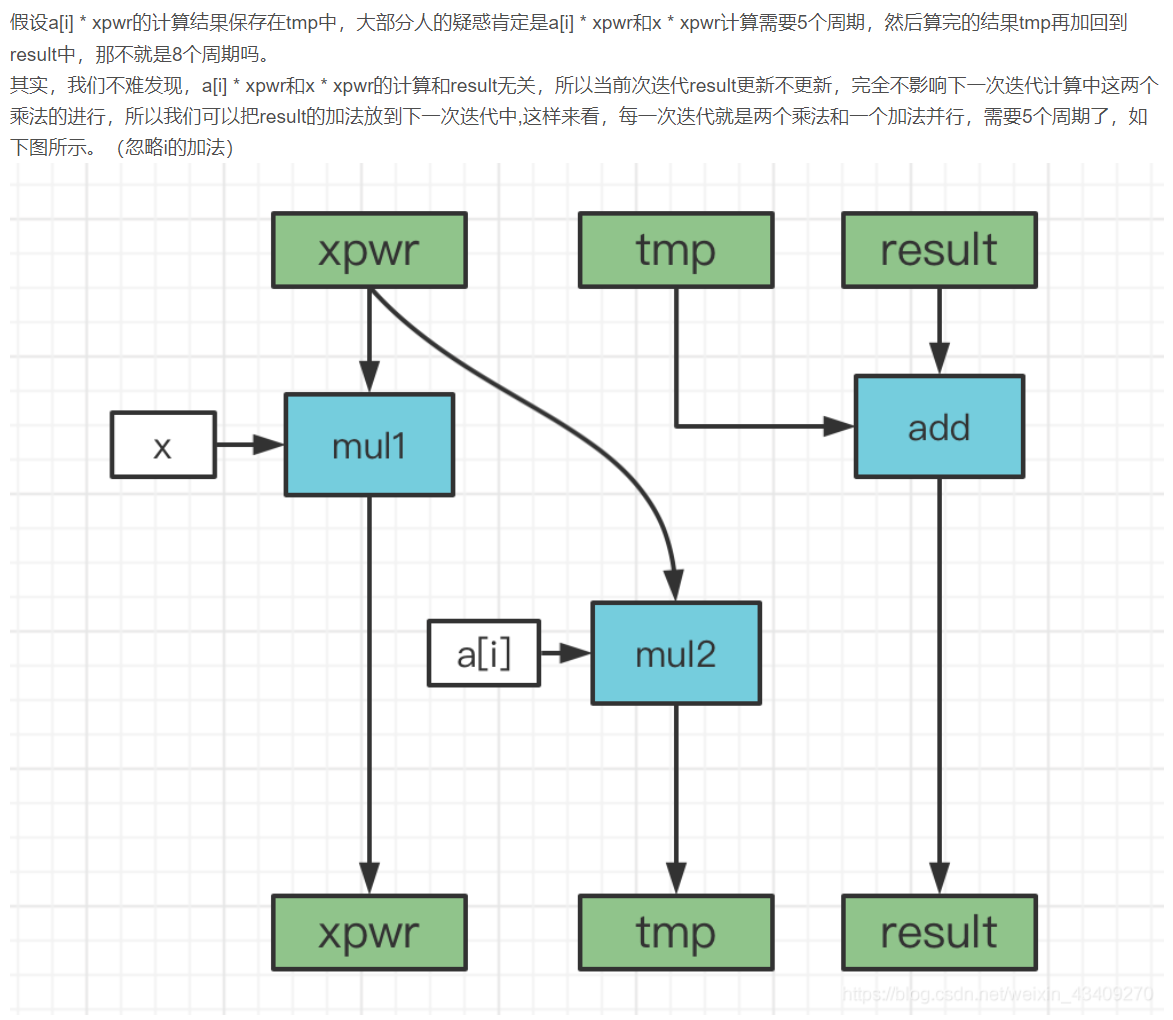 假设a[i] * xpwr的计算结果保存在tmp中，大部分人的疑惑肯定是a[i] * xpwr和x * xpwr计算需要5个周期，然后算完的结果tmp再加回到
result中，那不就是8个周期吗。
其实，我们不难发现，a[i] * xpwr和x * xpwr的计算和result无关，所以当前次迭代result更新不更新，完全不影响下一次迭代计算中这两个
乘法的进行，所以我们可以把result的加法放到下一次迭代中,这样来看，每一次迭代就是两个乘法和一个加法并行，需要5个周期了，如
下图所示。（忽略i的加法）
xpwr
tmp
result
x
mul1
add
a[i]
mul2
xpwr
tmp
result
https://blog.csdn.net/weixin_43409270